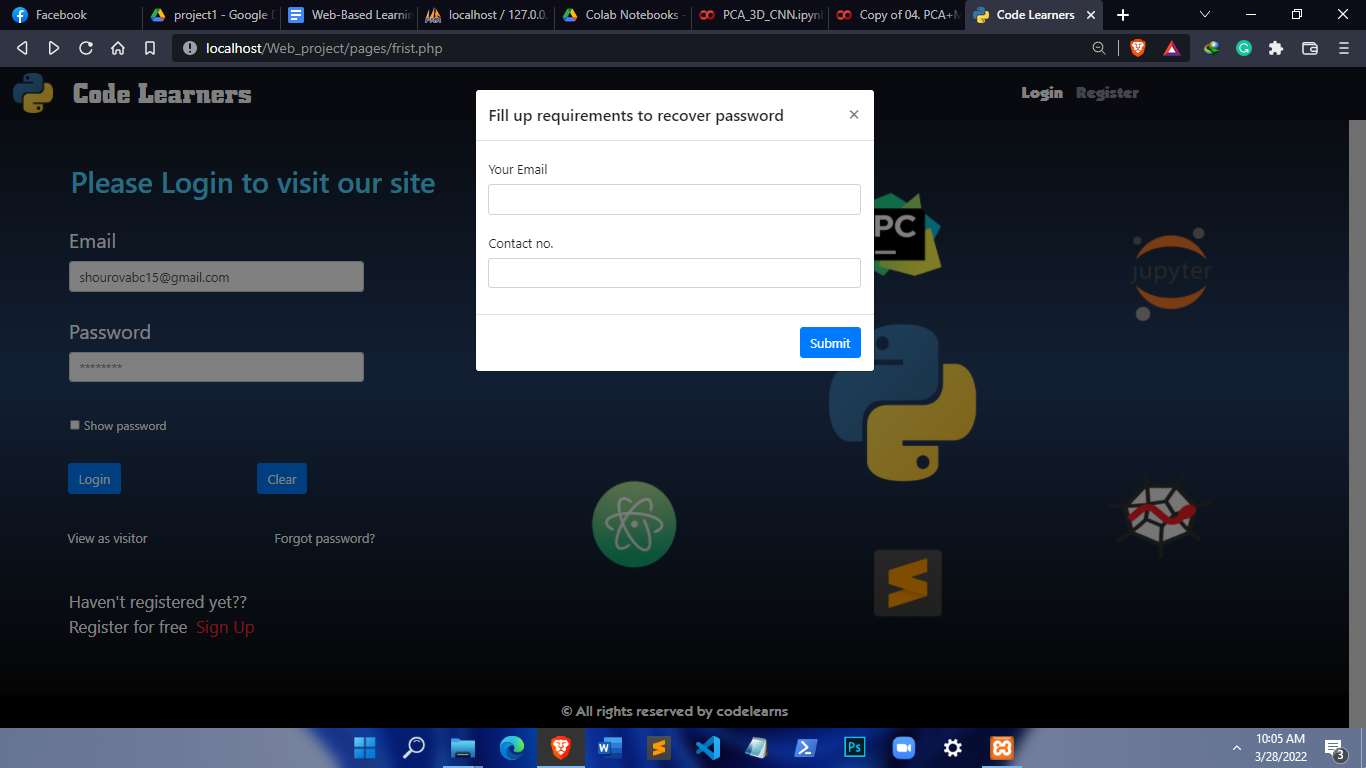 Facebook
project1 - Google D
Web-Based Learnin
localhost / 127.0.0.
Colab Notebooks -
PCA_3D_CNN.ipynb
Copy of 04. PCA+M
Code Learners
localhost/Web_project/pages/frist.php
Code Learners
Login
Register
Fill up requirements to recover password
×
Your Email
Contact no.
Submit
Please Login to visit our site
Email
shourovabc15@gmail.com
Password
********
Show password
Login
Clear
View as visitor
Forgot password?
Haven't registered yet??
Register for free Sign Up
PC
jupyter
© All rights reserved by codelearns
Ps
10:05 AM
3/28/2022
3